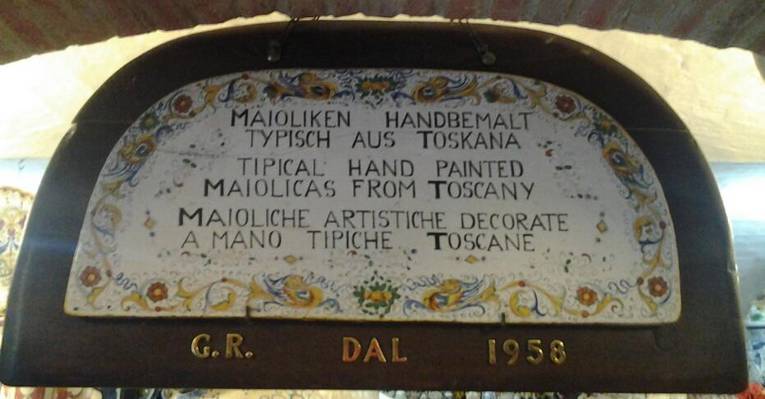 MAIOLIKEN HANDBEMALT
TYPISCH AUS TOSKANA
TIPICAL HAND PAINTED
MAIOLICAS FROM TOSCANY
MAIOLICHE ARTISTICHE DECORATE
A MANO TIPICHE TOSCANE
G.R. DAL 1958